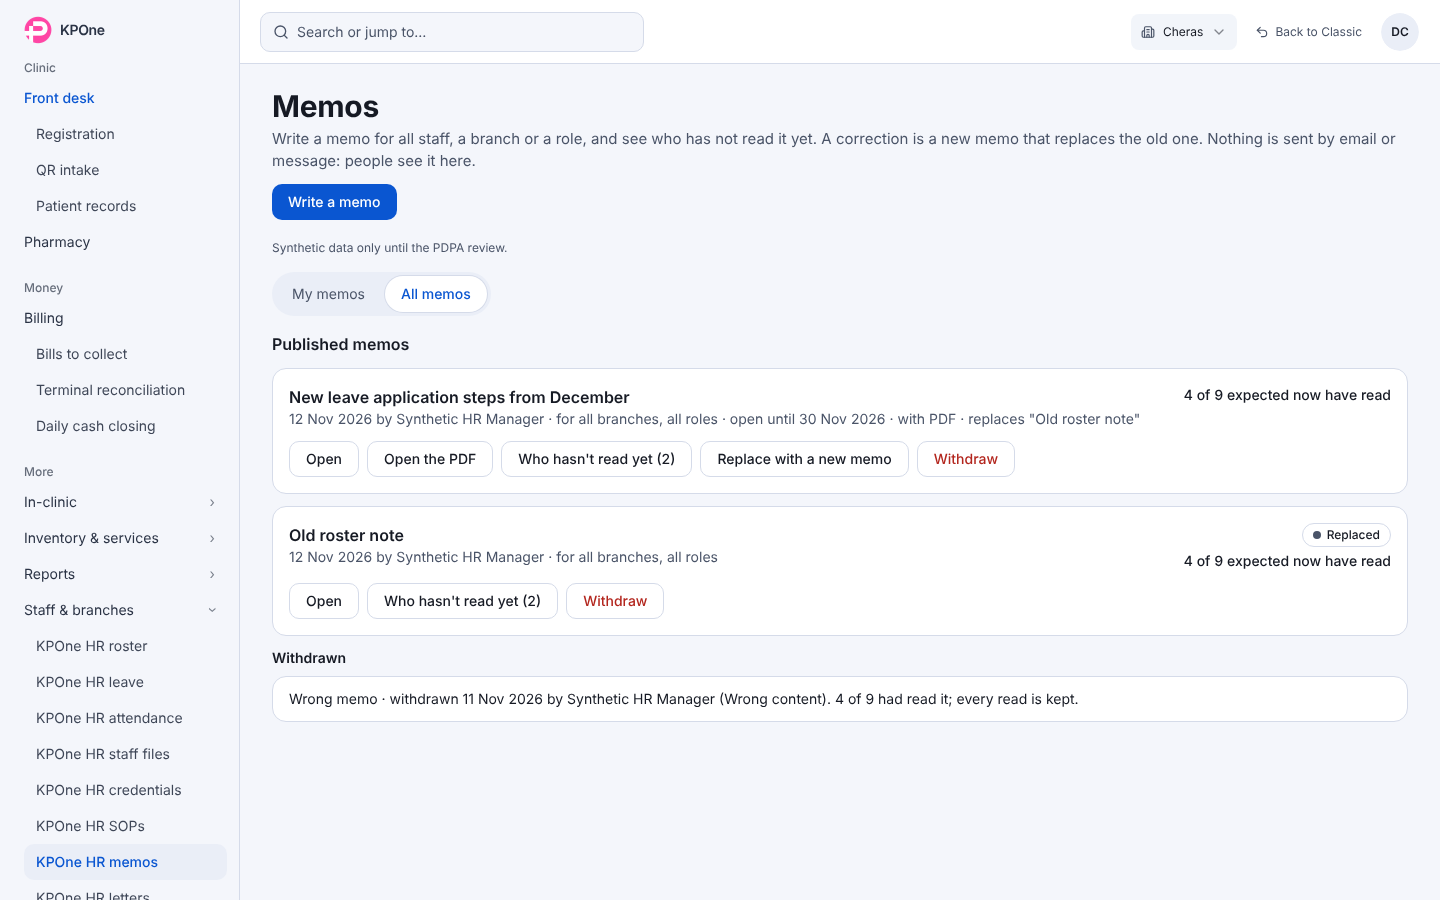 KPOne
Clinic
Front desk
Registration
QR intake
Patient records
Pharmacy
Money
Billing
Bills to collect
Terminal reconciliation
Daily cash closing
More
In-clinic
Inventory & services
Reports
Staff & branches
KPOne HR roster
KPOne HR leave
KPOne HR attendance
KPOne HR staff files
KPOne HR credentials
KPOne HR SOPs
KPOne HR memos
KPOne HR letters
Search or jump to...
Cheras
Back to Classic
DC
Memos
Write a memo for all staff, a branch or a role, and see who has not read it yet. A correction is a new memo that replaces the old one. Nothing is sent by email or
message: people see it here.
Write a memo
Synthetic data only until the PDPA review.
My memos
All memos
Published memos
New leave application steps from December
4 of 9 expected now have read
12 Nov 2026 by Synthetic HR Manager · for all branches, all roles · open until 30 Nov 2026 · with PDF · replaces "Old roster note"
Open
Open the PDF
Who hasn't read yet (2)
Replace with a new memo
Withdraw
Old roster note
Replaced
12 Nov 2026 by Synthetic HR Manager · for all branches, all roles
4 of 9 expected now have read
Open
Who hasn't read yet (2)
Withdraw
Withdrawn
Wrong memo · withdrawn 11 Nov 2026 by Synthetic HR Manager (Wrong content). 4 of 9 had read it; every read is kept.